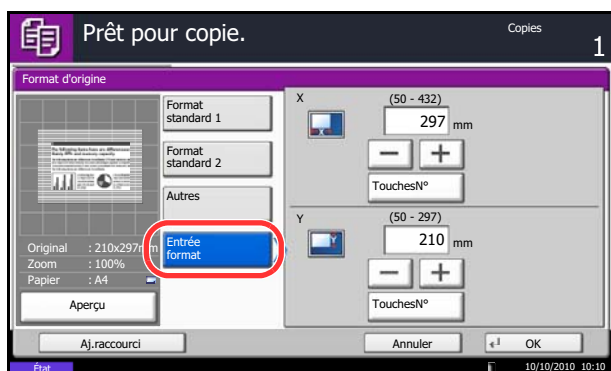 Prêt pour copie.
Copies
1
Format d'origine
Format
standard 1
Format
standard 2
Autres
Entrée
format
Original : 210x297mm
Zoom : 100%
Papier : A4
Aperçu
X
(50 - 432)
297 mm
TouchesN°
Y
(50 - 297)
210 mm
TouchesN°
Aj.raccourci
Annuler
OK
État
10/10/2010 10:10